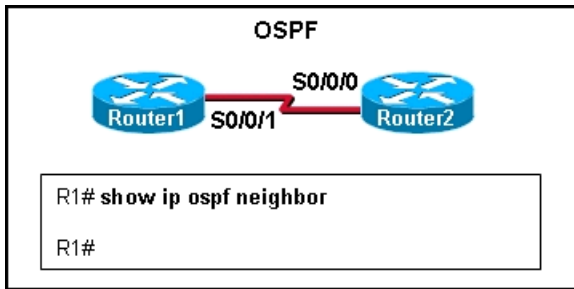 OSPF
S0/0/0
Router1
S0/0/1
Router2
R1# show ip ospf neighbor
R1#